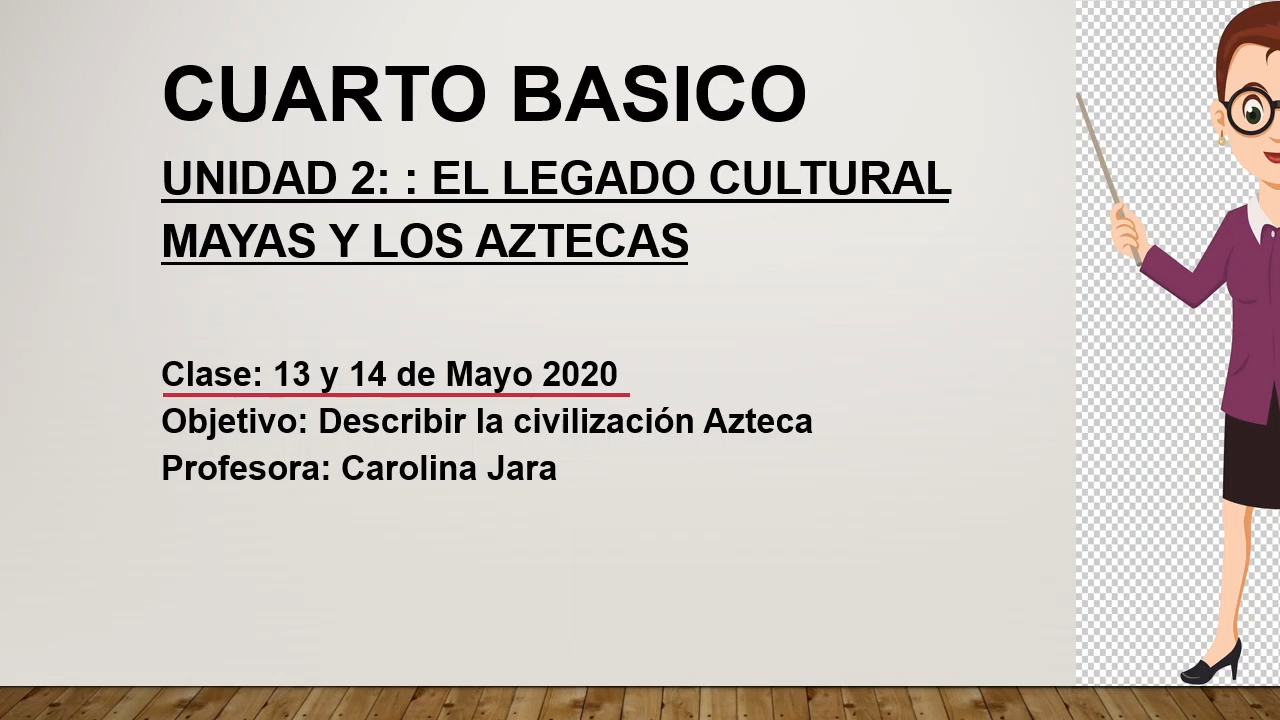 CUARTO BASICO
UNIDAD 2: : EL LEGADO CULTURAL
MAYAS Y LOS AZTECAS
Clase: 13 y 14 de Mayo 2020
Objetivo: Describir la civilización Azteca
Profesora: Carolina Jara